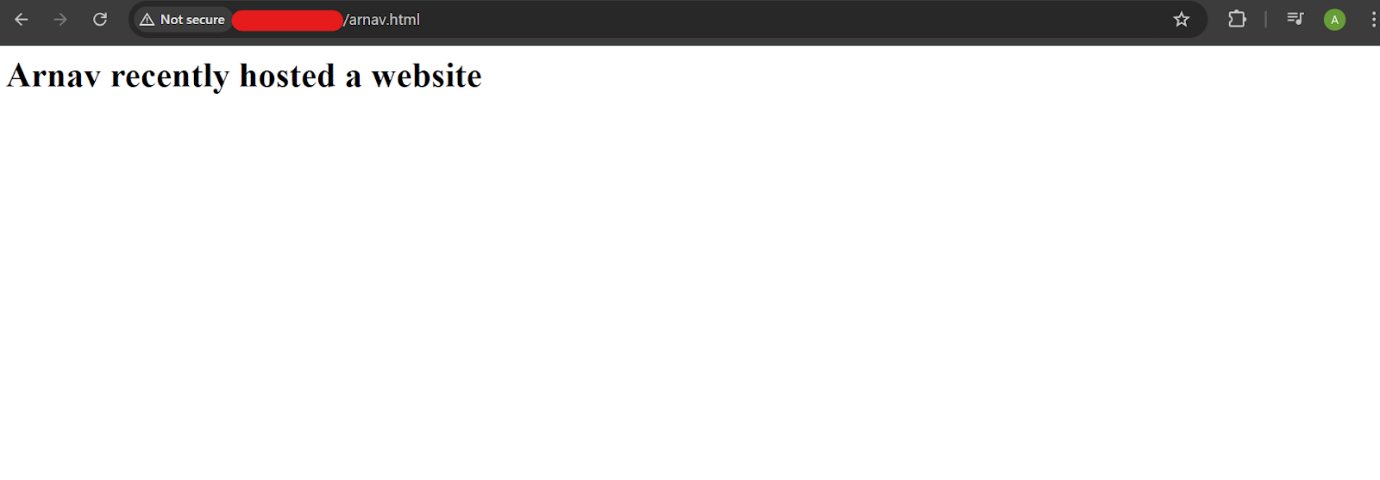 Not secure /arnav.html
A
Arnav recently hosted a website